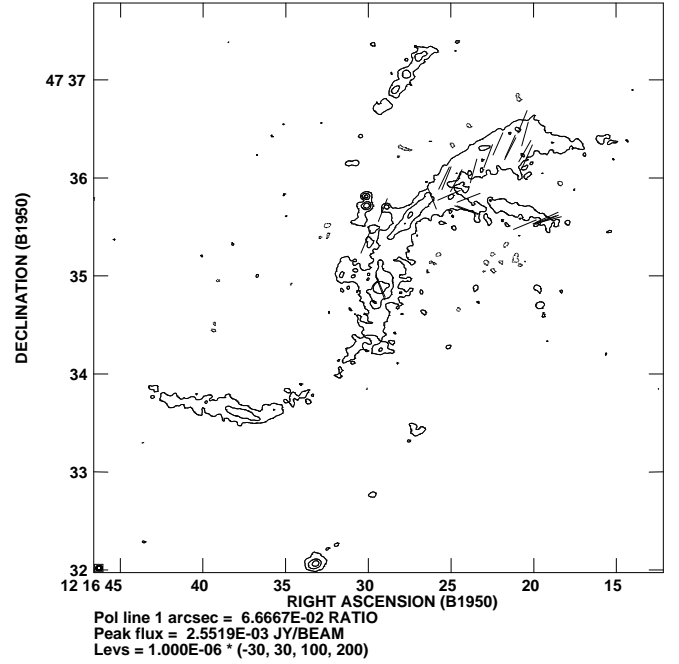 47 37
36
35
34
33
32
DECLINATION (B1950)
12 16 45 40 35 30 25 20 15
RIGHT ASCENSION (B1950)
Pol line 1 arcsec = 6.6667E-02 RATIO
Peak flux = 2.5519E-03 JY/BEAM
Levs = 1.000E-06 * (-30, 30, 100, 200)